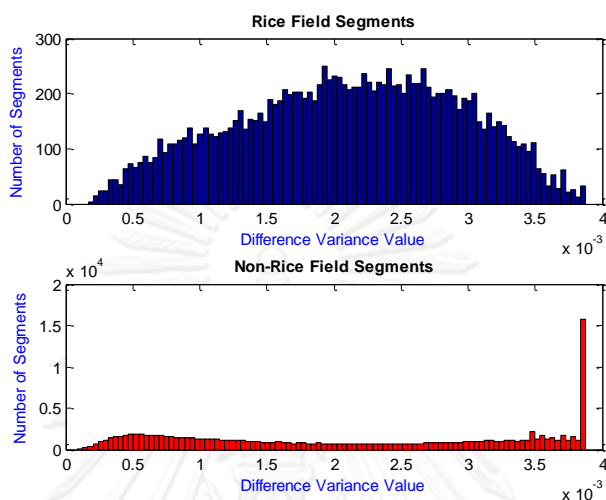 Rice Field Segments
Number of Segments
300
200
100
0
0 0.5 1 1.5 2 2.5 3 3.5 4
x 10⁻³
Difference Variance Value
Non-Rice Field Segments
x 10⁴
Number of Segments
2
1.5
1
0.5
0
0 0.5 1 1.5 2 2.5 3 3.5 4
x 10⁻³
Difference Variance Value